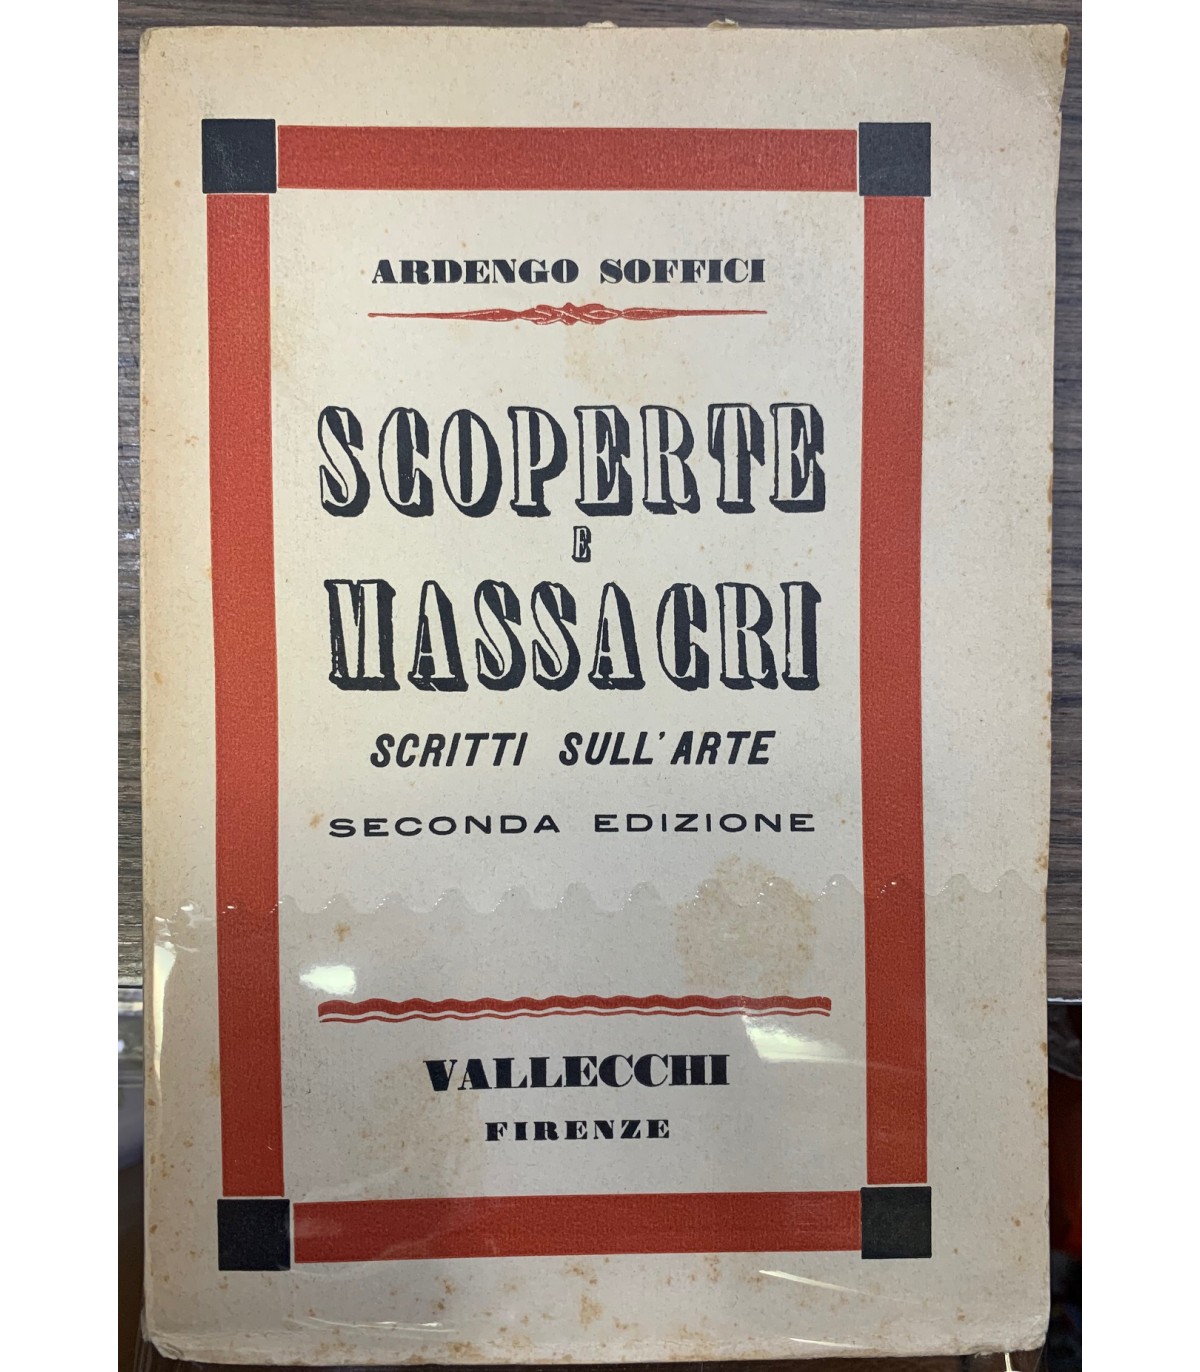 ARDENGO SOFFICI
SCOPERTE
E
MASSACRI
SCRITTI SULL'ARTE
SECONDA EDIZIONE
VALLECCHI
FIRENZE